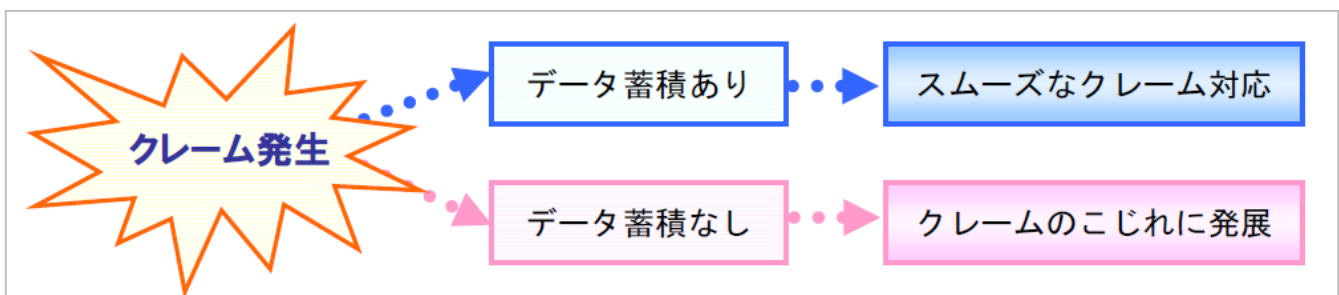 クレーム発生
データ蓄積あり
スムーズなクレーム対応
データ蓄積なし
クレームのこじれに発展